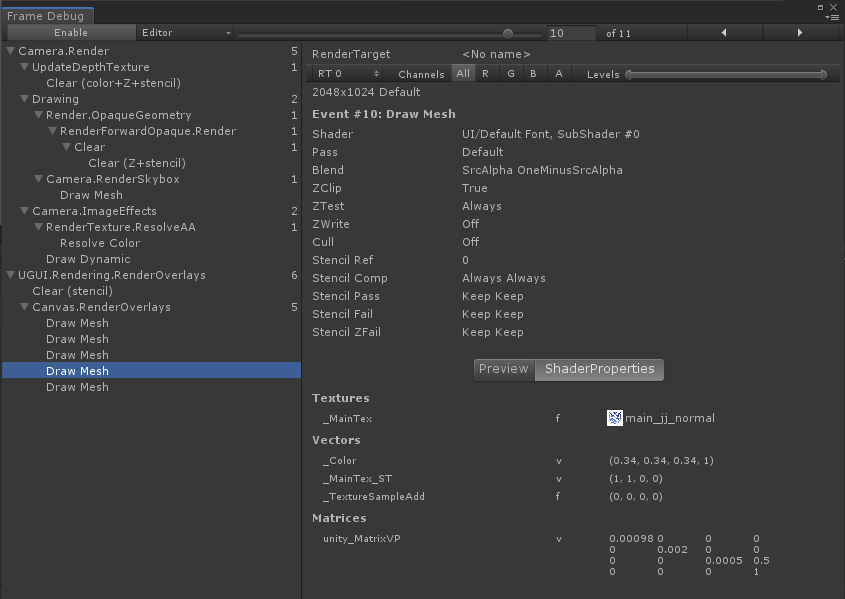 Frame Debug
Enable Editor 10 of 11
Camera.Render 5
UpdateDepthTexture 1
Clear (color+Z+stencil)
Drawing 2
Render.OpaqueGeometry 1
RenderForwardOpaque.Render 1
Clear 1
Clear (Z+stencil)
Camera.RenderSkybox 1
Draw Mesh
Camera.ImageEffects 2
RenderTexture.ResolveAA 1
Resolve Color
Draw Dynamic
UGUI.Rendering.RenderOverlays 6
Clear (stencil)
Canvas.RenderOverlays 5
Draw Mesh
Draw Mesh
Draw Mesh
Draw Mesh
Draw Mesh
RenderTarget <No name>
RT 0 Channels All R G B A Levels
2048x1024 Default
Event #10: Draw Mesh
Shader UI/Default Font, SubShader #0
Pass Default
Blend SrcAlpha OneMinusSrcAlpha
ZClip True
ZTest Always
ZWrite Off
Cull Off
Stencil Ref 0
Stencil Comp Always Always
Stencil Pass Keep Keep
Stencil Fail Keep Keep
Stencil ZFail Keep Keep
Preview ShaderProperties
Textures
_MainTex f main_jj_normal
Vectors
_Color v (0.34, 0.34, 0.34, 1)
_MainTex_ST v (1, 1, 0, 0)
_TextureSampleAdd f (0, 0, 0, 0)
Matrices
unity_MatrixVP v 0.00098 0 0 0
0 0.002 0 0
0 0 0.0005 0.5
0 0 0 1